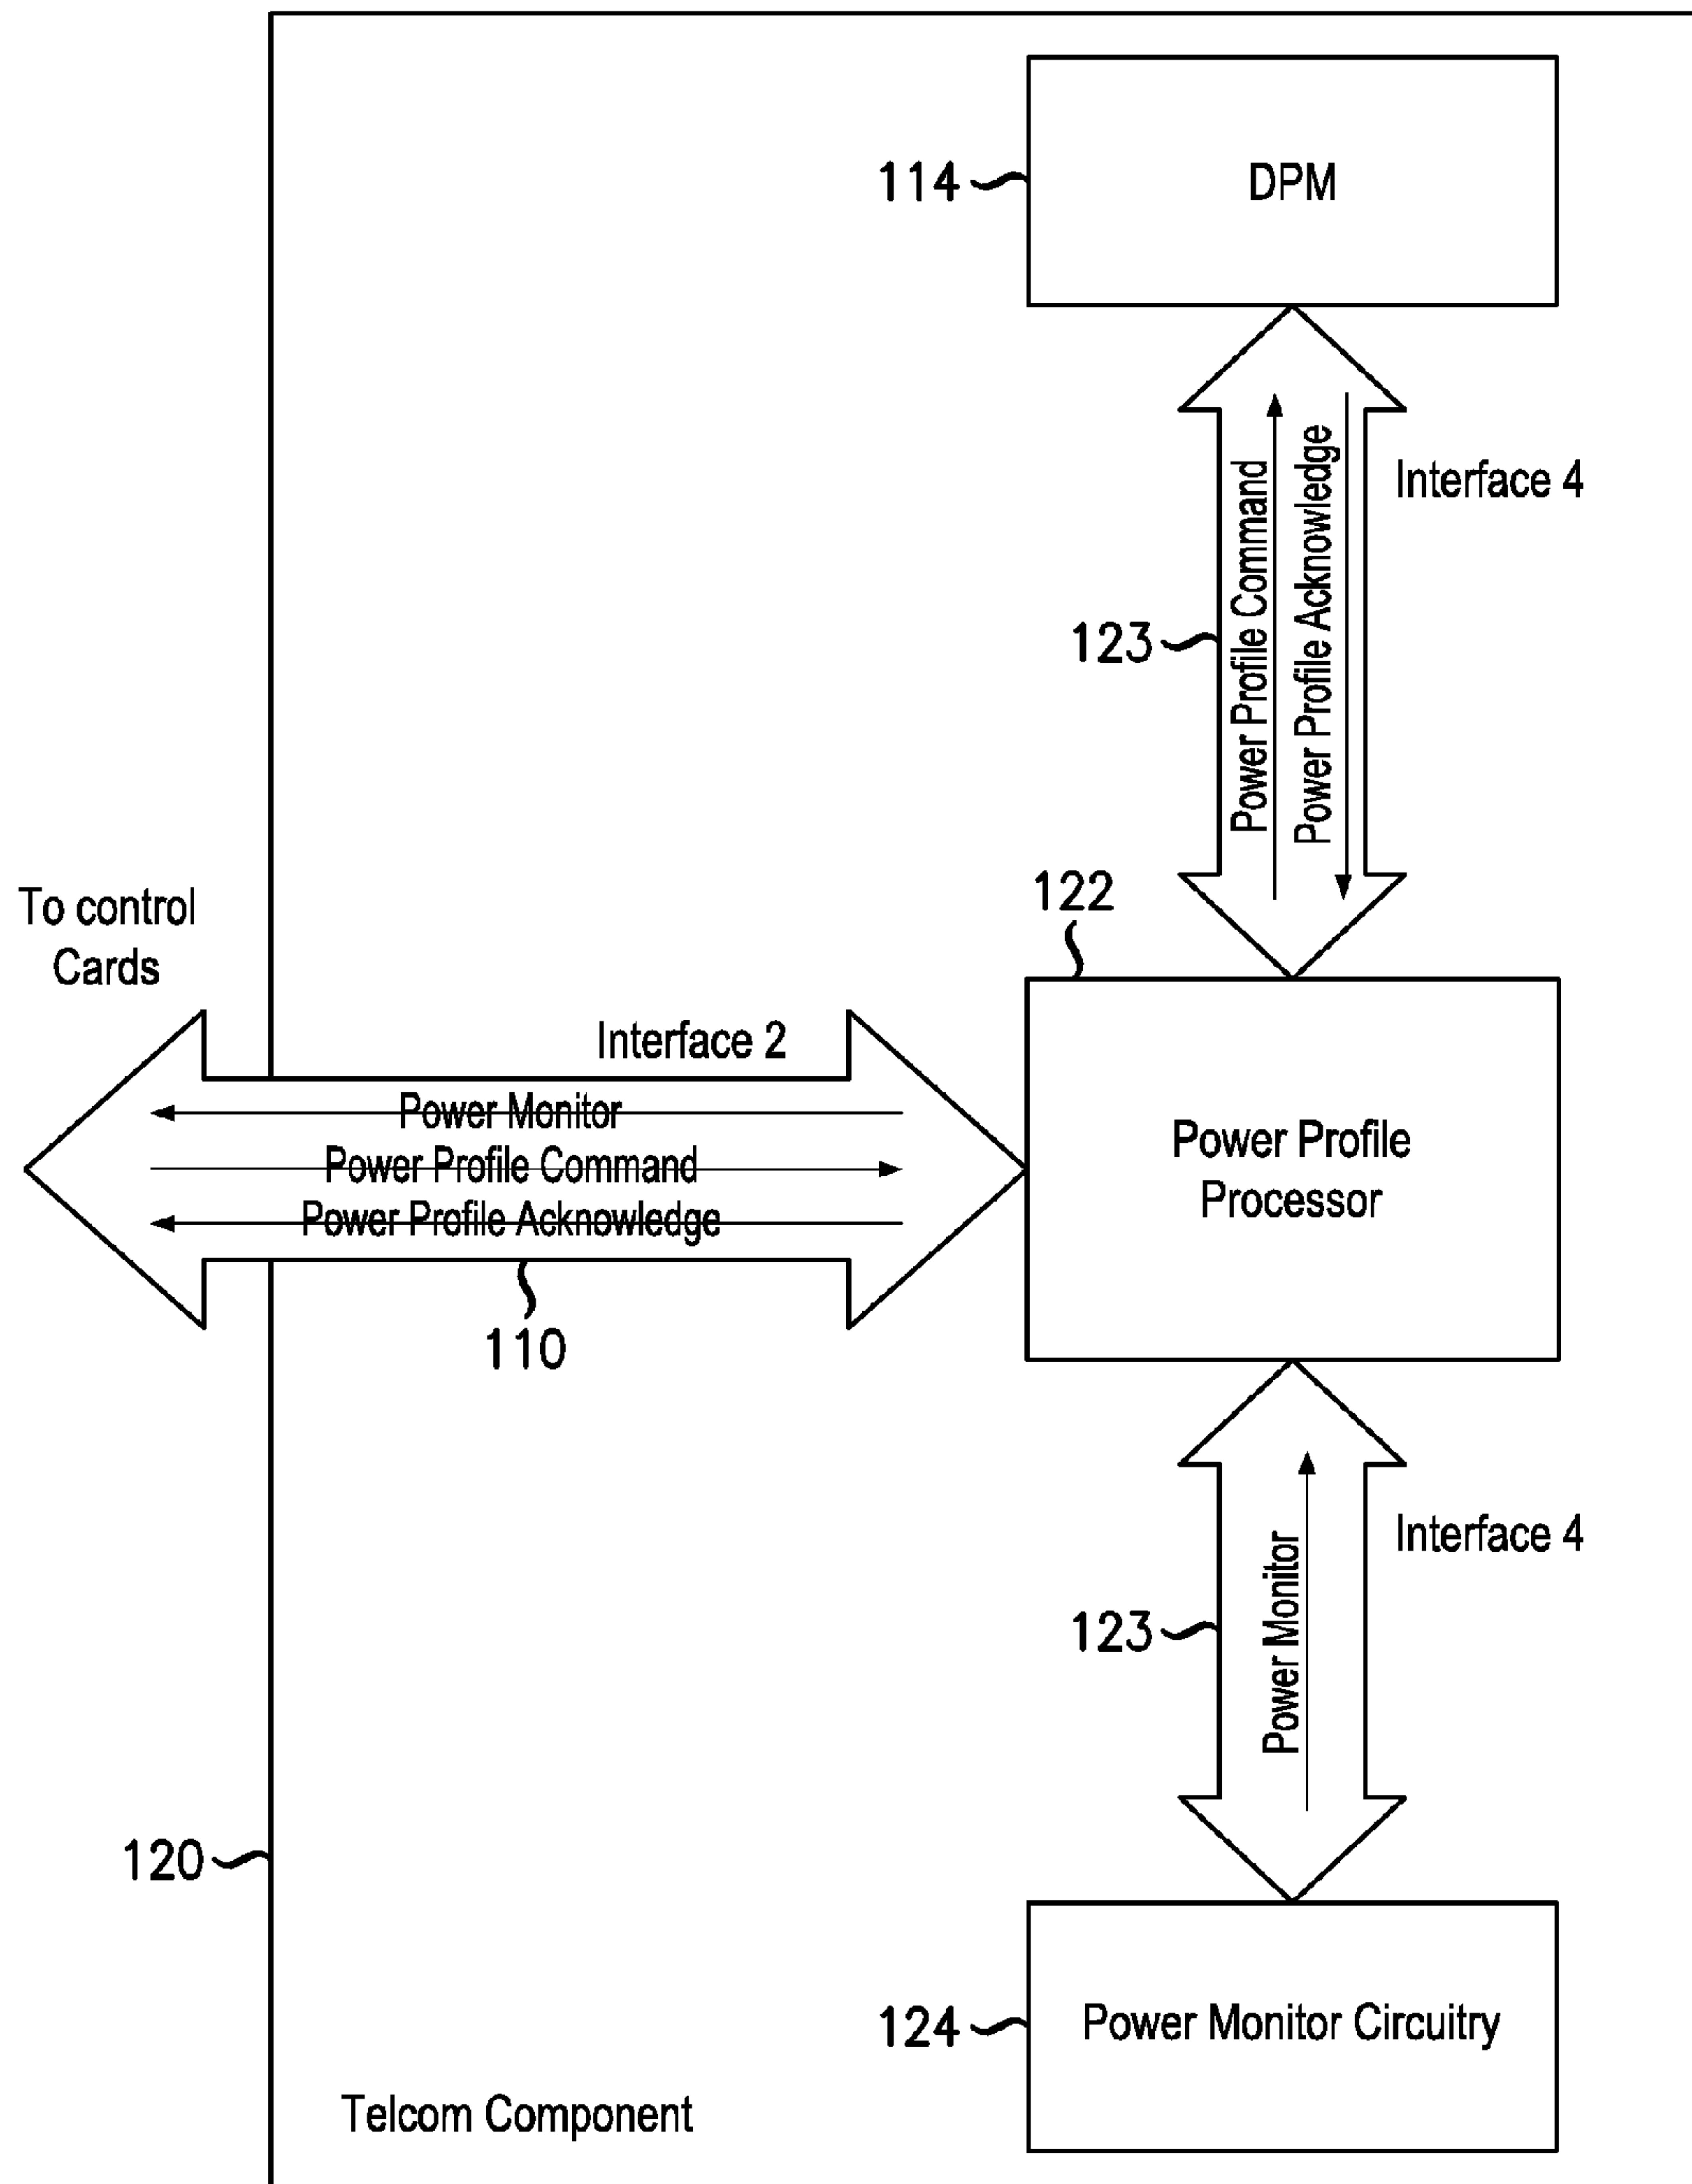 114
DPM
Interface 4
123
Power Profile Command
Power Profile Acknowledge
122
To control
Cards
Interface 2
Power Monitor
Power Profile Command
Power Profile Acknowledge
110
Power Profile
Processor
Interface 4
123
Power Monitor
120
124
Power Monitor Circuitry
Telcom Component